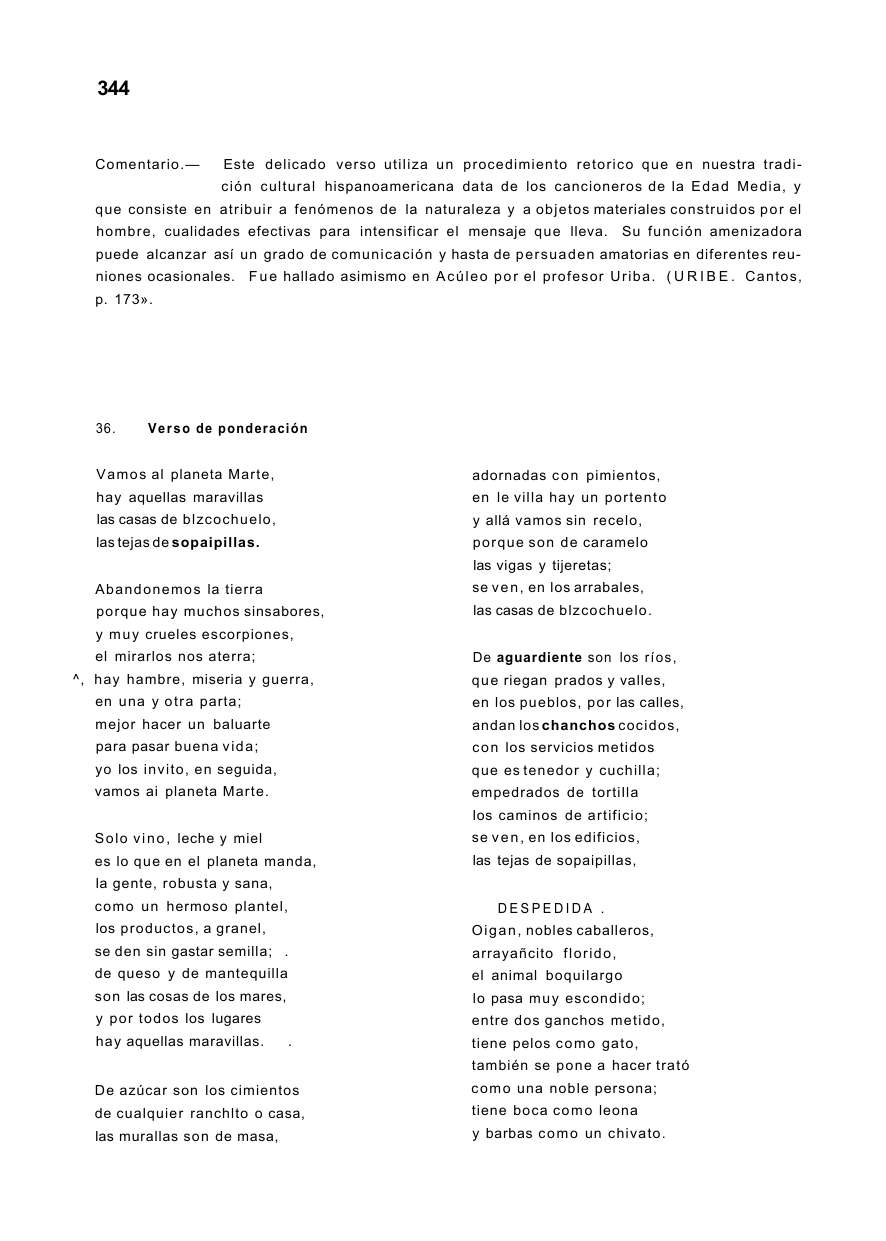 344
Comentario.— Este delicado verso utiliza un procedimiento retorico que en nuestra tradi-
ción cultural hispanoamericana data de los cancioneros de la Edad Media, y
que consiste en atribuir a fenómenos de la naturaleza y a objetos materiales construidos por el
hombre, cualidades efectivas para intensificar el mensaje que lleva. Su función amenizadora
puede alcanzar así un grado de comunicación y hasta de persuaden amatorias en diferentes reu-
niones ocasionales. Fue hallado asimismo en Acúleo por el profesor Uriba. (URIBE. Cantos,
p. 173».
36. Verso de ponderación
Vamos al planeta Marte,
hay aquellas maravillas
las casas de blzcochuelo,
las tejas de sopaipillas.
Abandonemos la tierra
porque hay muchos sinsabores,
y muy crueles escorpiones,
el mirarlos nos aterra;
^, hay hambre, miseria y guerra,
en una y otra parta;
mejor hacer un baluarte
para pasar buena vida;
yo los invito, en seguida,
vamos ai planeta Marte.
Solo vino, leche y miel
es lo que en el planeta manda,
la gente, robusta y sana,
como un hermoso plantel,
los productos, a granel,
se den sin gastar semilla; .
de queso y de mantequilla
son las cosas de los mares,
y por todos los lugares
hay aquellas maravillas. .
De azúcar son los cimientos
de cualquier ranchlto o casa,
las murallas son de masa,
adornadas con pimientos,
en le villa hay un portento
y allá vamos sin recelo,
porque son de caramelo
las vigas y tijeretas;
se ven, en los arrabales,
las casas de blzcochuelo.
De aguardiente son los ríos,
que riegan prados y valles,
en los pueblos, por las calles,
andan los chanchos cocidos,
con los servicios metidos
que es tenedor y cuchilla;
empedrados de tortilla
los caminos de artificio;
se ven, en los edificios,
las tejas de sopaipillas,
DESPEDIDA .
Oigan, nobles caballeros,
arrayañcito florido,
el animal boquilargo
lo pasa muy escondido;
entre dos ganchos metido,
tiene pelos como gato,
también se pone a hacer trató
como una noble persona;
tiene boca como leona
y barbas como un chivato.